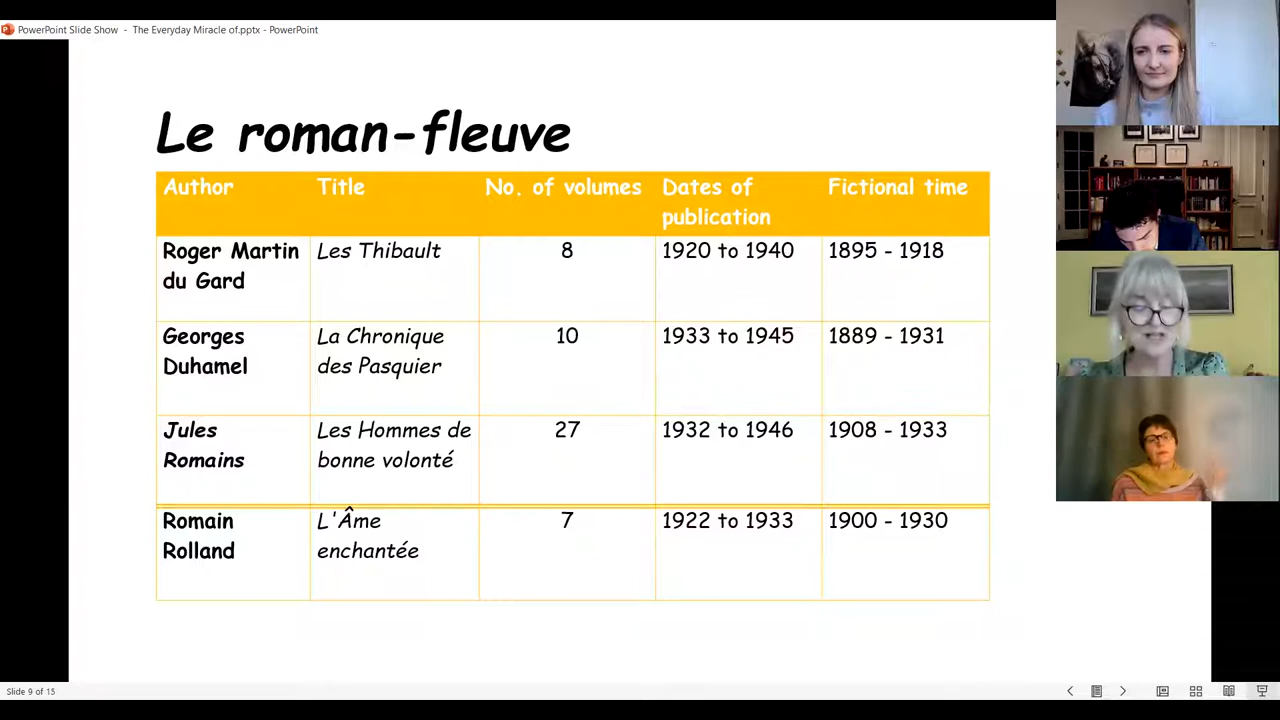 PowerPoint Slide Show - The Everyday Miracle of.pptx - PowerPoint
Le roman-fleuve
Author Title No. of volumes Dates of publication Fictional time
Roger Martin du Gard Les Thibault 8 1920 to 1940 1895 - 1918
Georges Duhamel La Chronique des Pasquier 10 1933 to 1945 1889 - 1931
Jules Romains Les Hommes de bonne volonté 27 1932 to 1946 1908 - 1933
Romain Rolland L'Âme enchantée 7 1922 to 1933 1900 - 1930
Slide 9 of 15